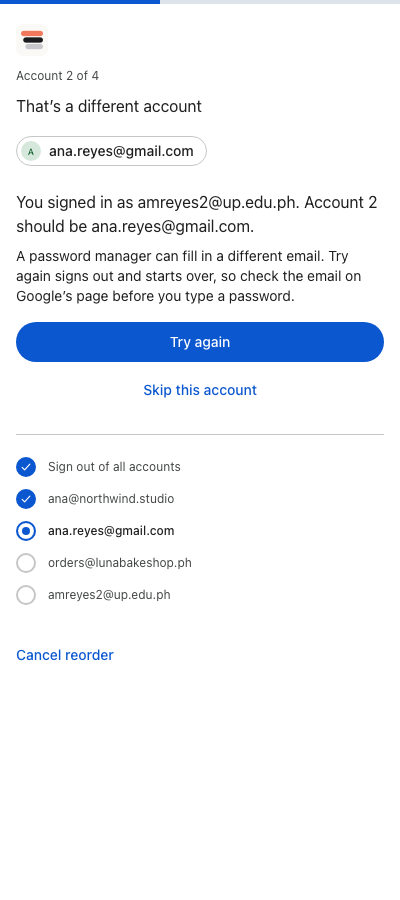 Account 2 of 4
That’s a different account
A ana.reyes@gmail.com
You signed in as amreyes2@up.edu.ph. Account 2
should be ana.reyes@gmail.com.
A password manager can fill in a different email. Try
again signs out and starts over, so check the email on
Google’s page before you type a password.
Try again
Skip this account
Sign out of all accounts
ana@northwind.studio
ana.reyes@gmail.com
orders@lunabakeshop.ph
amreyes2@up.edu.ph
Cancel reorder